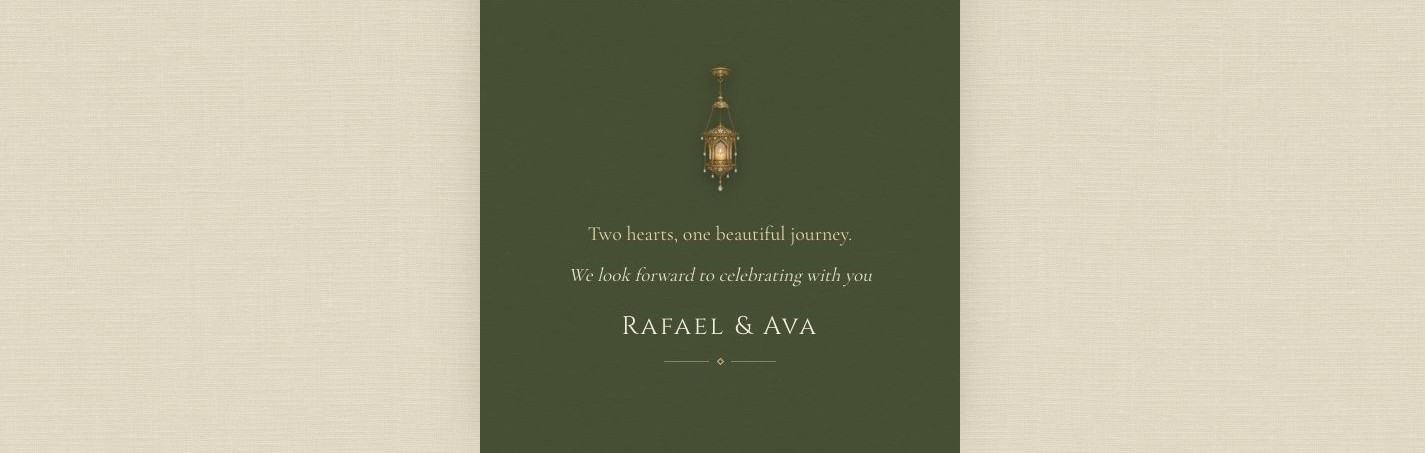 Two hearts, one beautiful journey.
We look forward to celebrating with you
Rafael & Ava